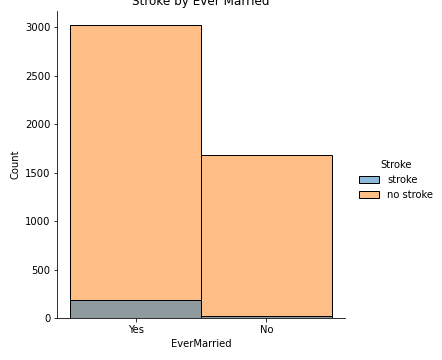 Stroke by Ever Married
3000
2500
2000
1500
1000
500
0
Count
Yes
No
EverMarried
Stroke
stroke
no stroke